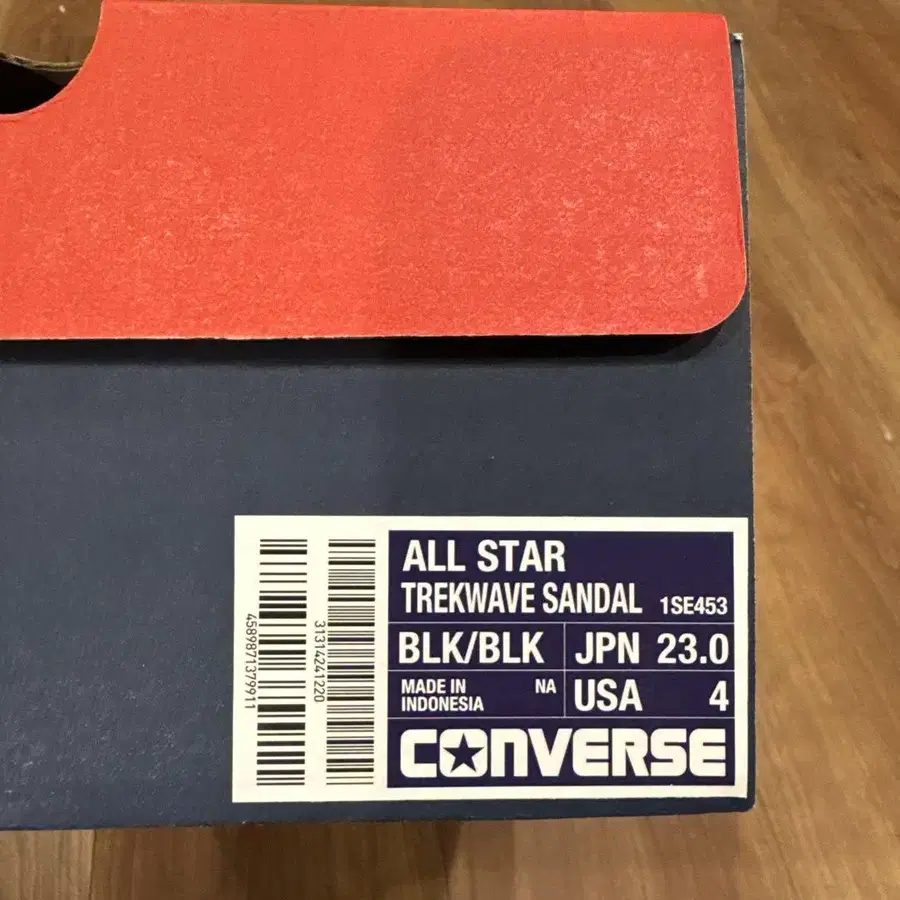 4589871379911
31314241220
ALL STAR
TREKWAVE SANDAL 1SE453
BLK/BLK JPN 23.0
MADE IN INDONESIA NA USA 4
CONVERSE